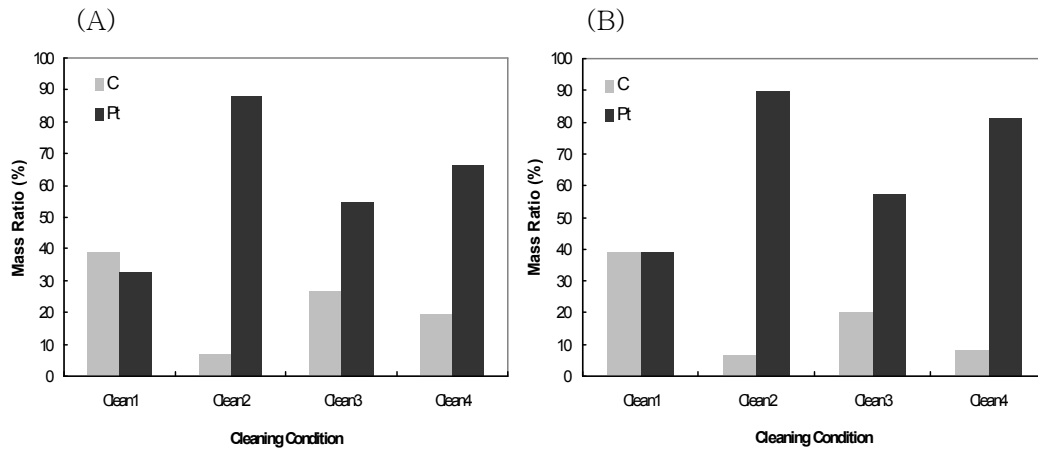 (A)
100
90
80
70
60
50
40
30
20
10
0
Mass Ratio (%)
C
Pt
Clean1 Clean2 Clean3 Clean4
Cleaning Condition
(B)
100
90
80
70
60
50
40
30
20
10
0
Mass Ratio (%)
C
Pt
Clean1 Clean2 Clean3 Clean4
Cleaning Condition